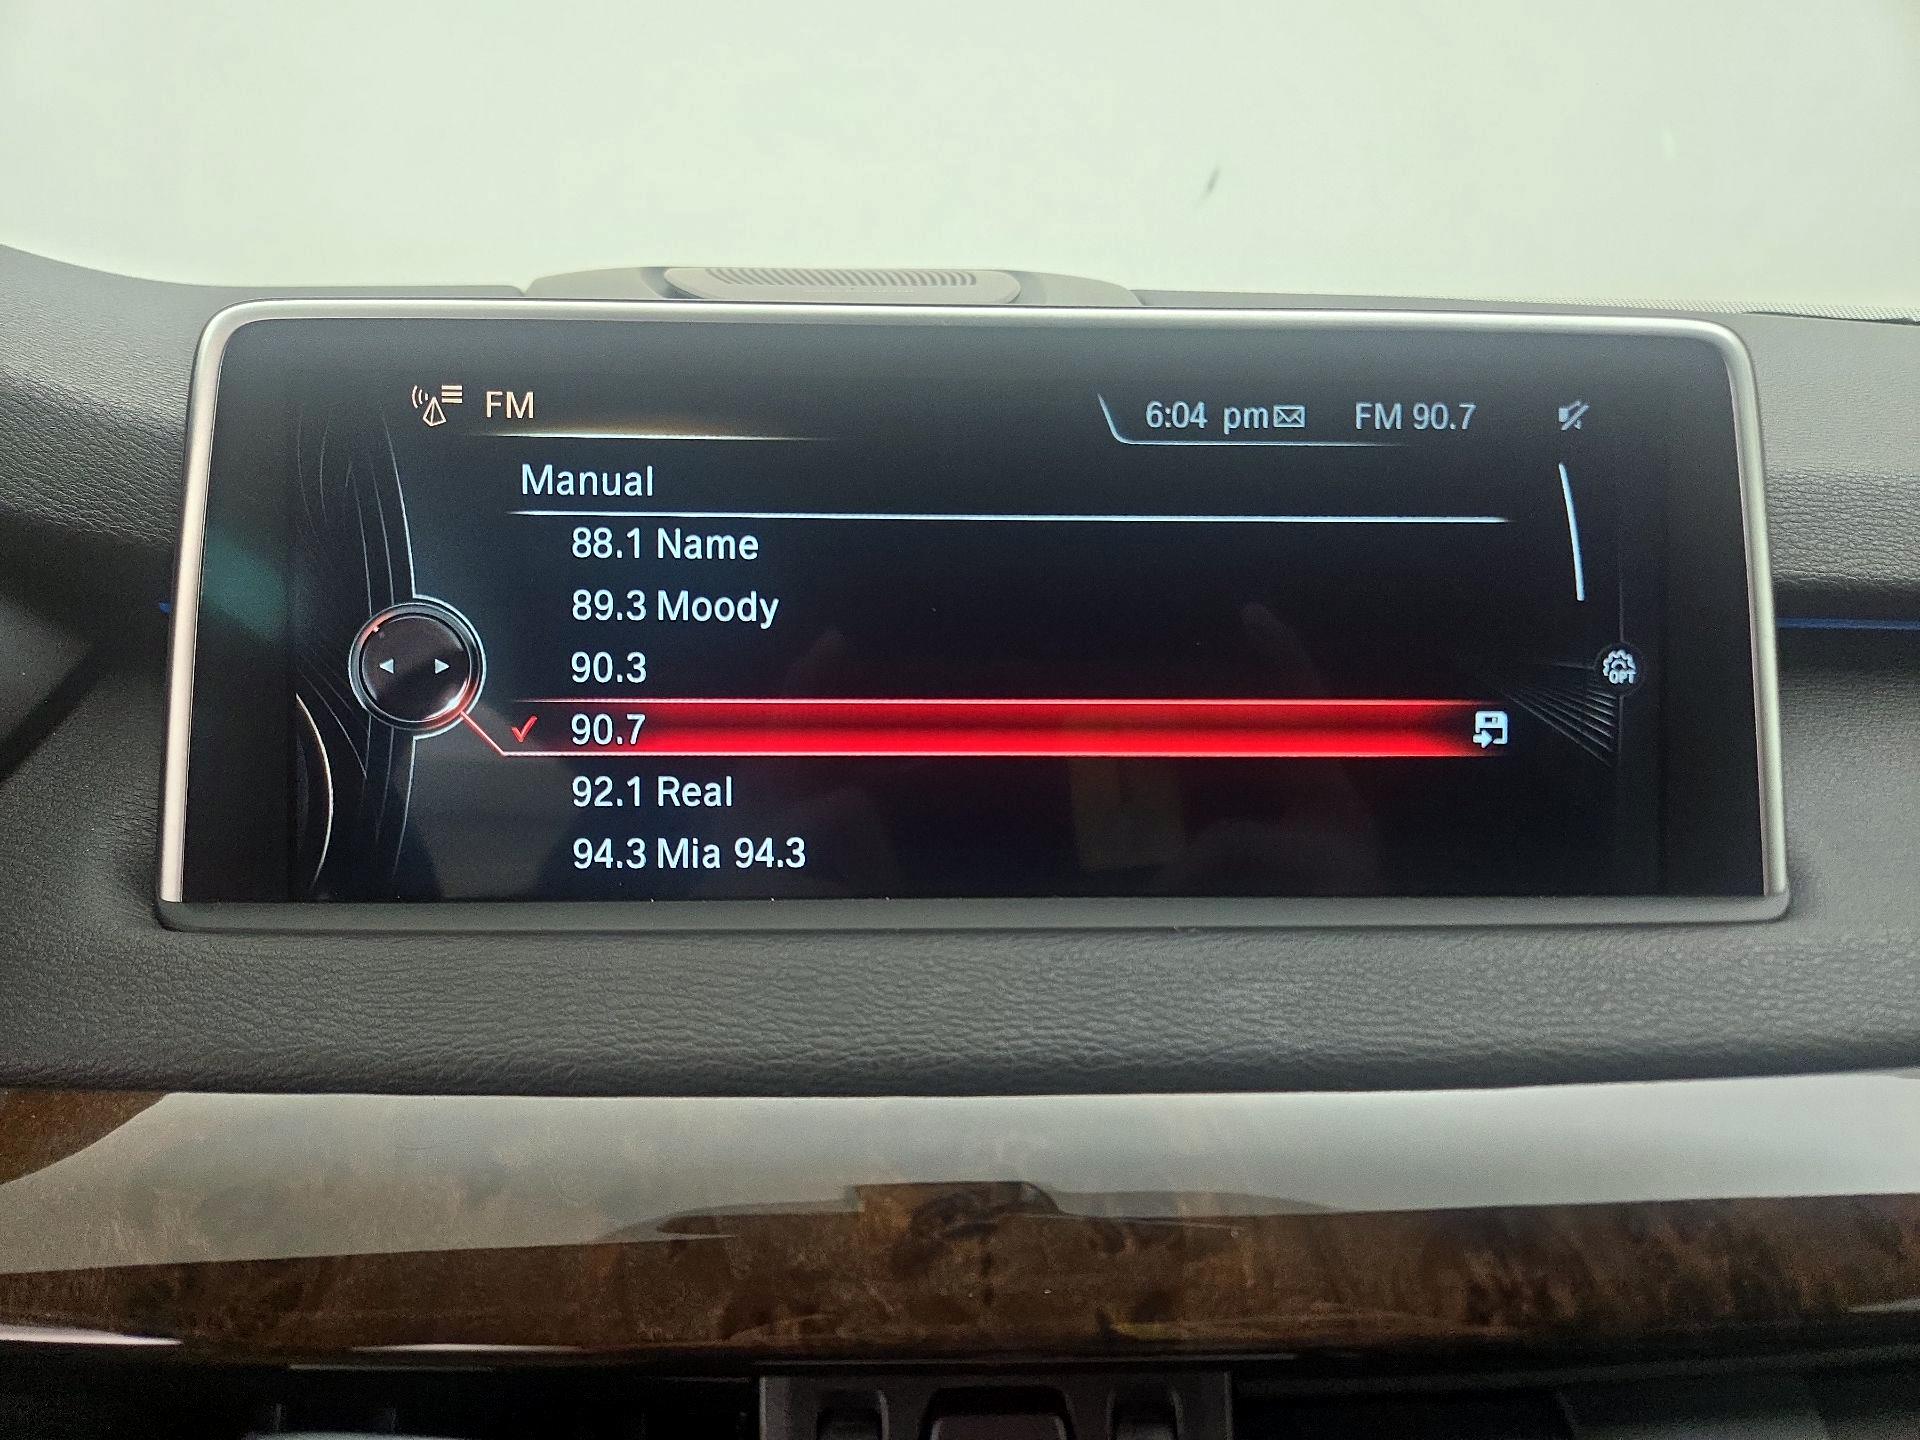 FM
6:04 pm FM 90.7
Manual
88.1 Name
89.3 Moody
90.3
90.7
OPT
92.1 Real
94.3 Mia 94.3